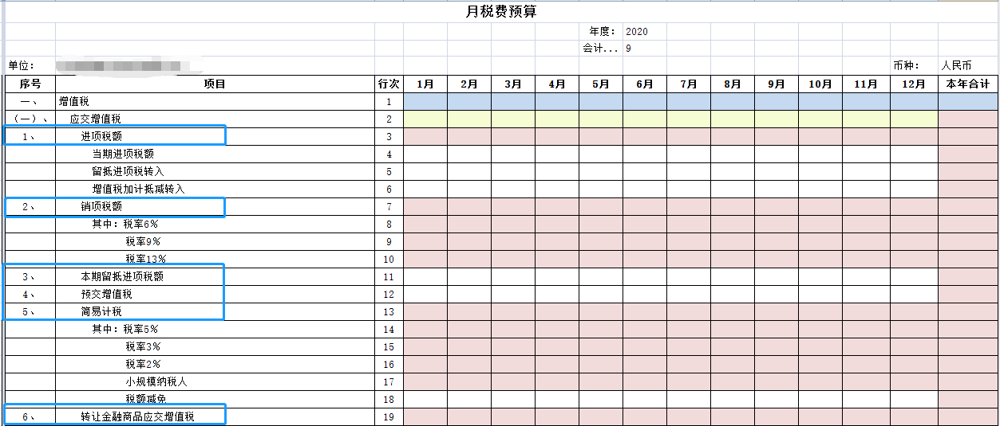 月税费预算
年度： 2020
会计... 9
单位： 币种： 人民币
序号 项目 行次 1月 2月 3月 4月 5月 6月 7月 8月 9月 10月 11月 12月 本年合计
一、 增值税 1
（一）、 应交增值税 2
1、 进项税额 3
当期进项税额 4
留抵进项税转入 5
增值税加计抵减转入 6
2、 销项税额 7
其中：税率6% 8
税率9% 9
税率13% 10
3、 本期留抵进项税额 11
4、 预交增值税 12
5、 简易计税 13
其中：税率5% 14
税率3% 15
税率2% 16
小规模纳税人 17
税额减免 18
6、 转让金融商品应交增值税 19